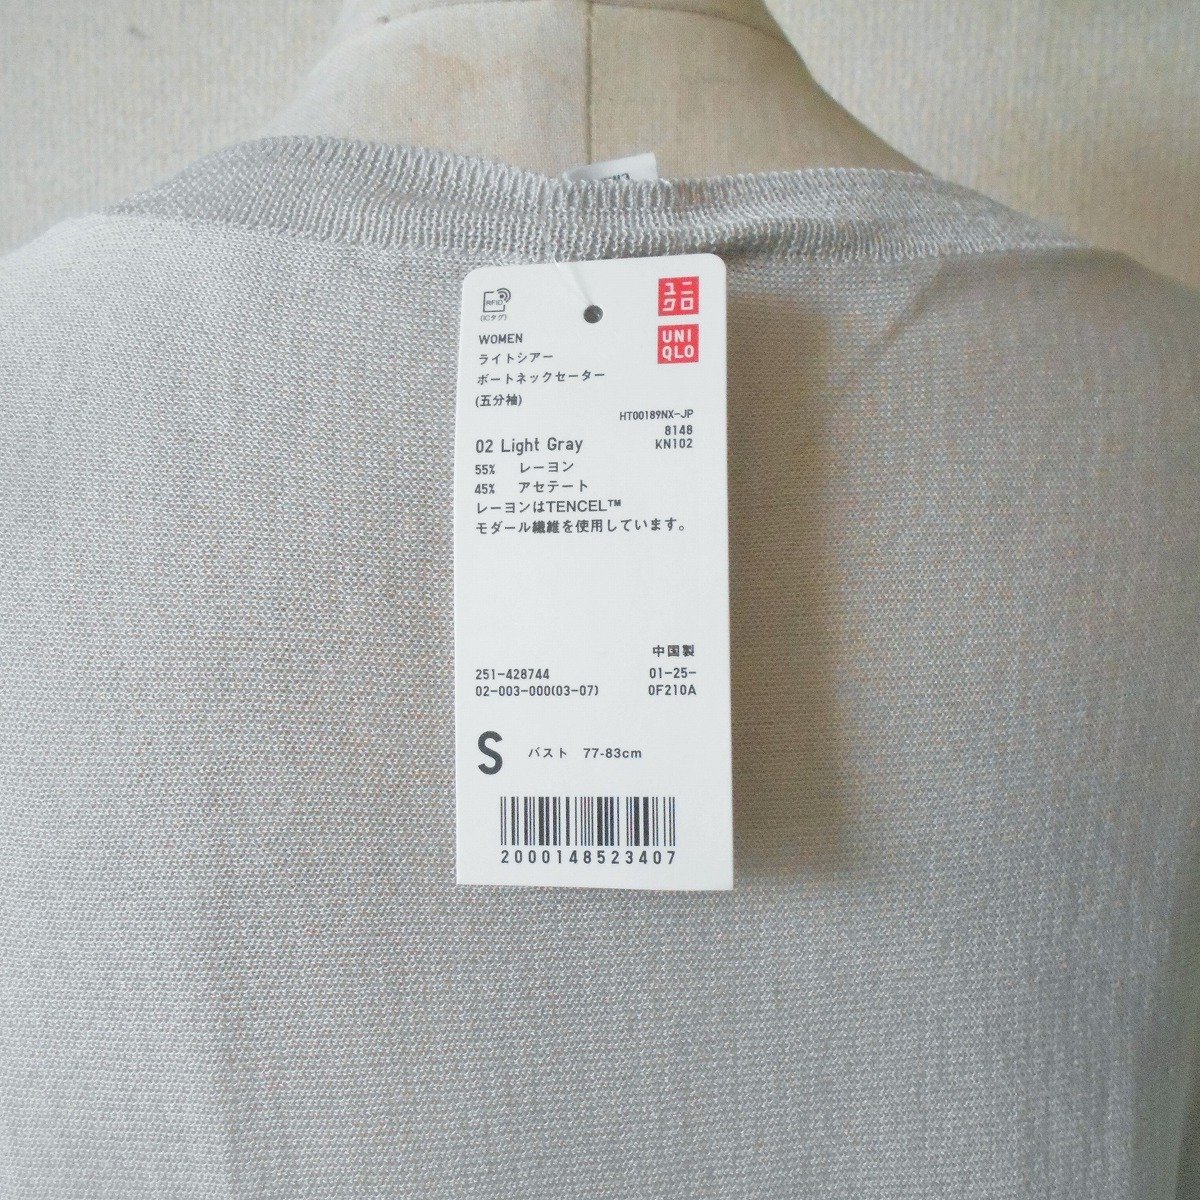 RFID
(ICタグ)
ユニ
クロ
UNI
QLO
WOMEN
ライトシアー
ボートネックセーター
(五分袖)
HT00189NX-JP
8148
02 Light Gray
KN102
55% レーヨン
45% アセテート
レーヨンはTENCEL™
モダール繊維を使用しています。
中国製
251-428744 01-25-
02-003-000(03-07) 0F210A
S バスト 77-83cm
2000148523407